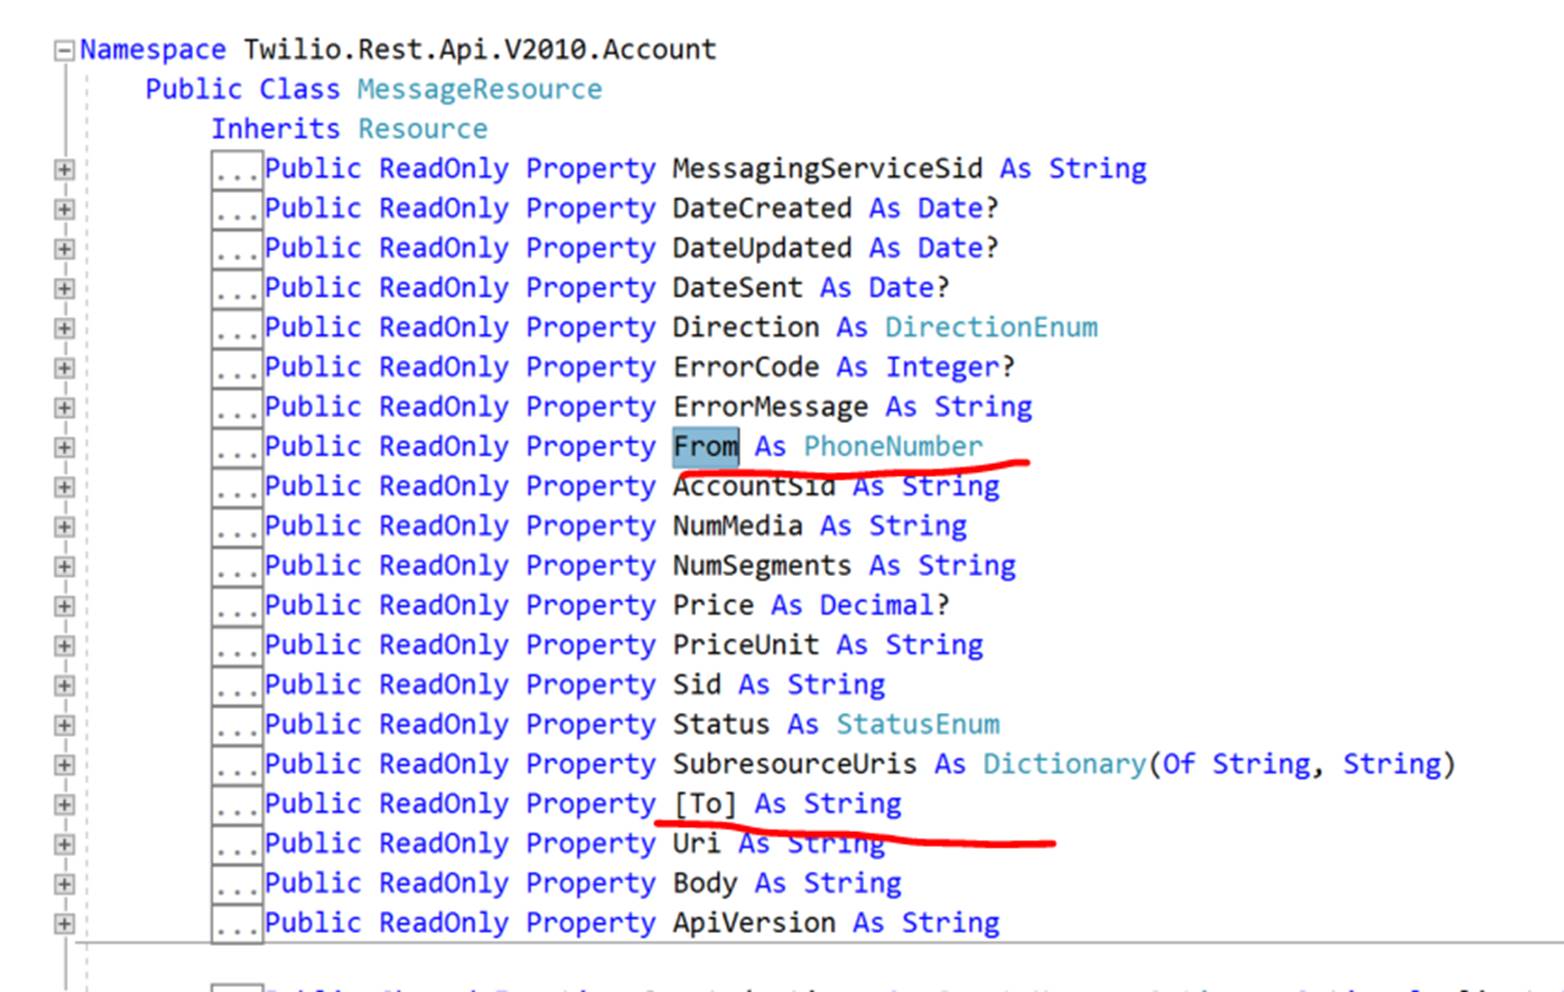 Namespace Twilio.Rest.Api.V2010.Account
Public Class MessageResource
Inherits Resource
...Public ReadOnly Property MessagingServiceSid As String
...Public ReadOnly Property DateCreated As Date?
...Public ReadOnly Property DateUpdated As Date?
...Public ReadOnly Property DateSent As Date?
...Public ReadOnly Property Direction As DirectionEnum
...Public ReadOnly Property ErrorCode As Integer?
...Public ReadOnly Property ErrorMessage As String
...Public ReadOnly Property From As PhoneNumber
...Public ReadOnly Property AccountSid As String
...Public ReadOnly Property NumMedia As String
...Public ReadOnly Property NumSegments As String
...Public ReadOnly Property Price As Decimal?
...Public ReadOnly Property PriceUnit As String
...Public ReadOnly Property Sid As String
...Public ReadOnly Property Status As StatusEnum
...Public ReadOnly Property SubresourceUris As Dictionary(Of String, String)
...Public ReadOnly Property [To] As String
...Public ReadOnly Property Uri As String
...Public ReadOnly Property Body As String
...Public ReadOnly Property ApiVersion As String